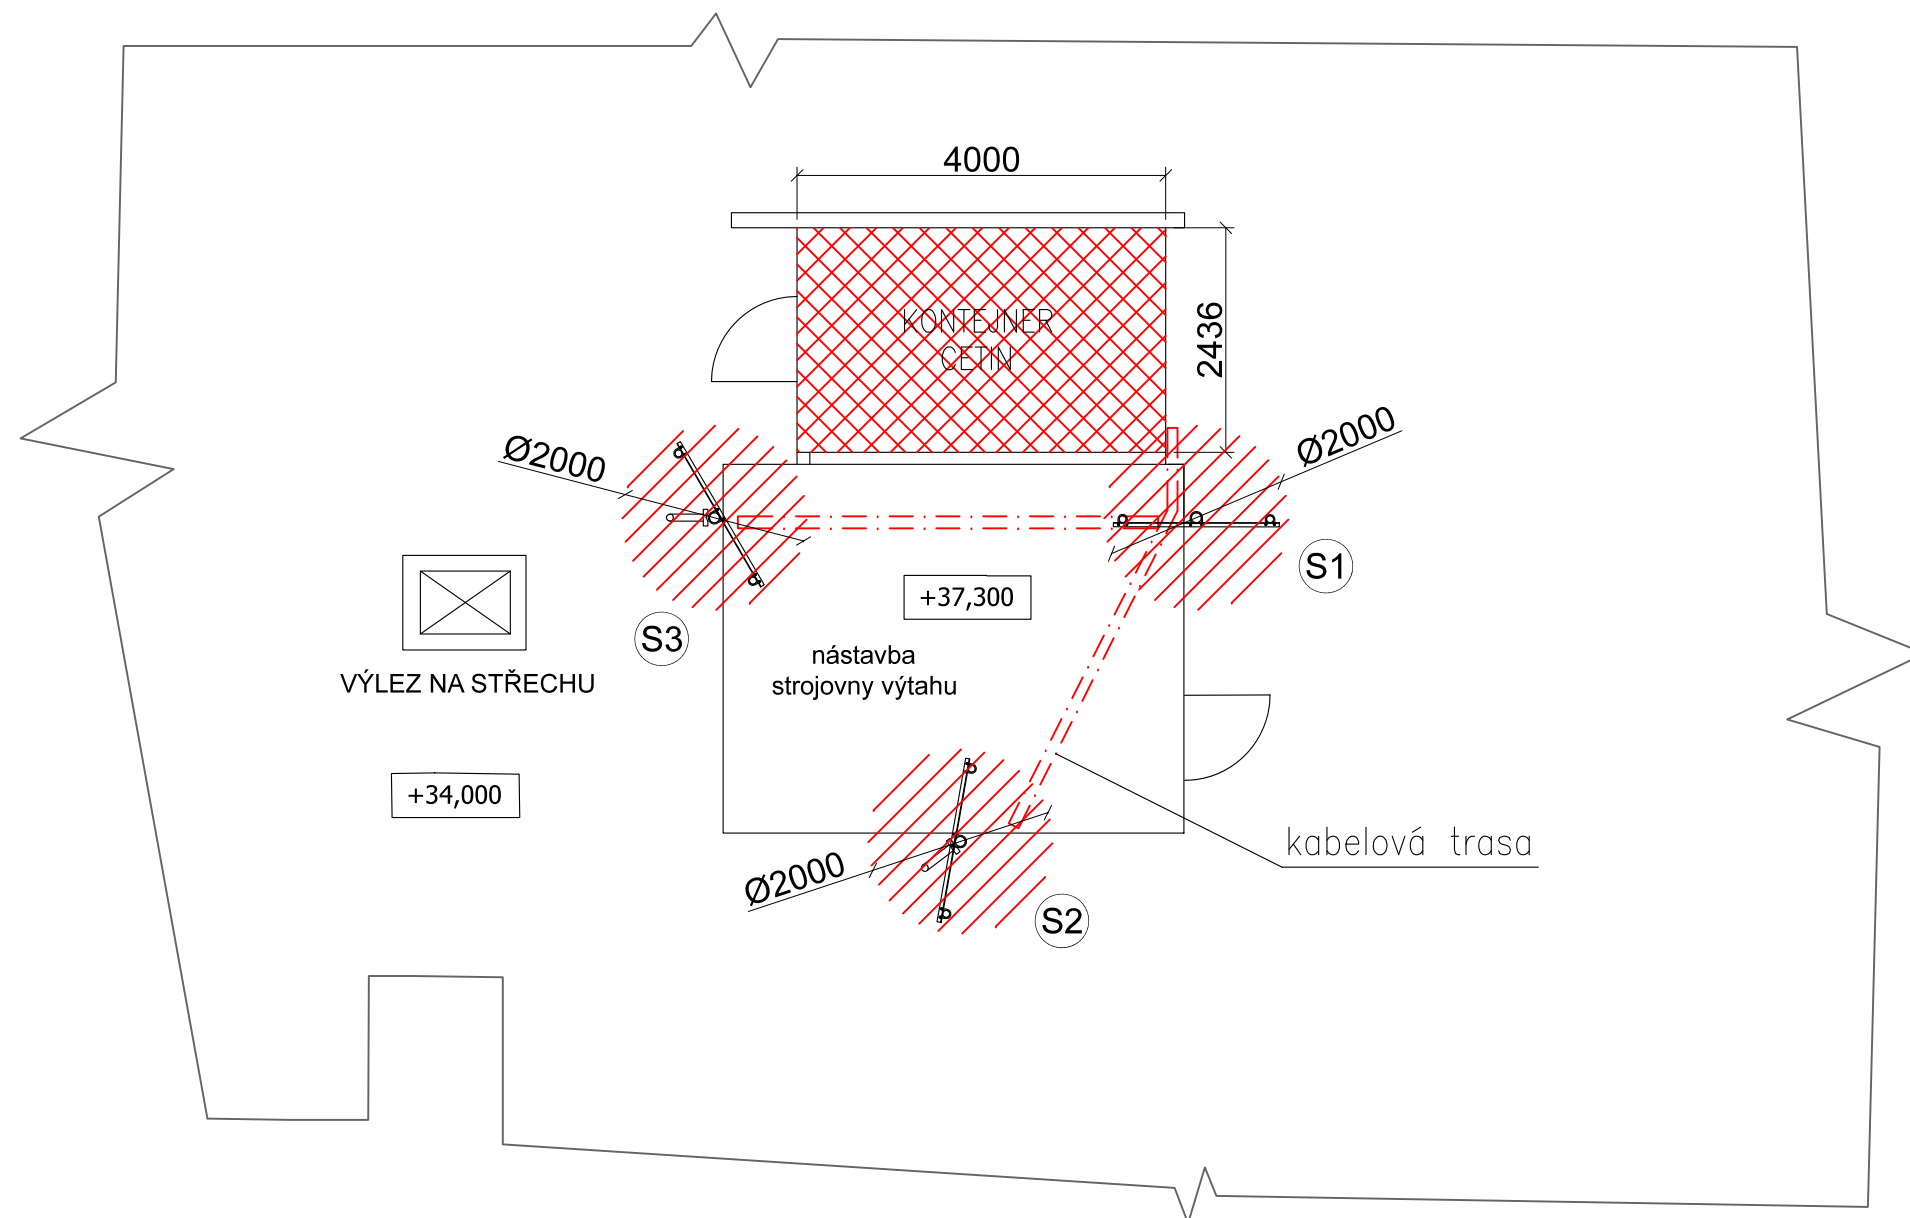 4000
2436
KONTEJNER
CETIN
Ø2000
Ø2000
S1
+37,300
S3
nástavba
strojovny výtahu
VÝLEZ NA STŘECHU
+34,000
kabelová trasa
Ø2000
S2